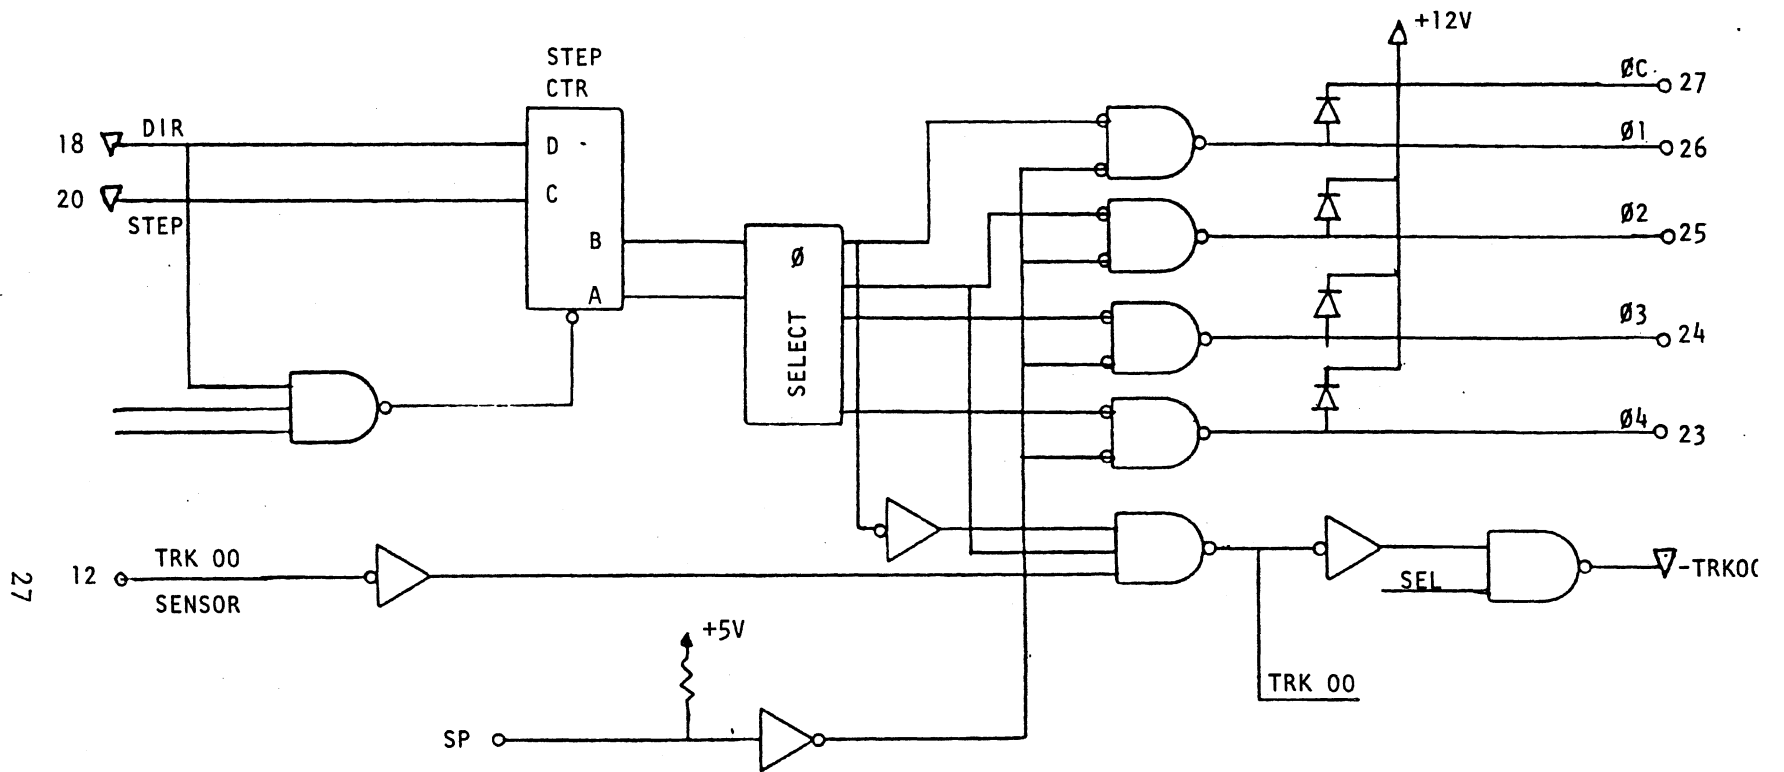 +12V
STEP
CTR
ØC
27
18
DIR
D
Ø1
26
20
C
STEP
Ø2
25
B
Ø
A
SELECT
Ø3
24
Ø4
23
12
TRK 00
SENSOR
SEL
-TRK0C
27
+5V
TRK 00
SP